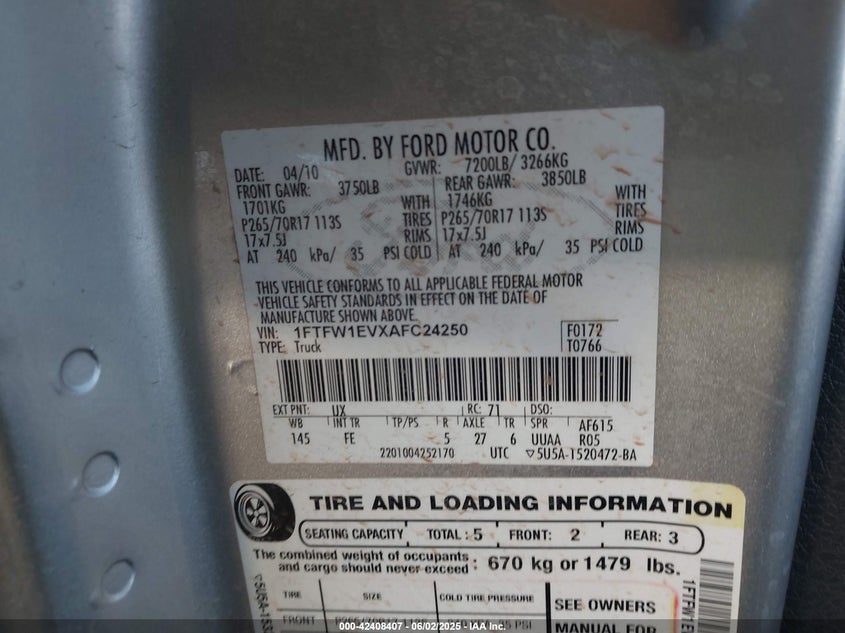 MFD. BY FORD MOTOR CO.
DATE: 04/10 GVWR: 7200LB/ 3266KG
FRONT GAWR: 3750LB REAR GAWR: 3850LB
1701KG WITH 1746KG WITH
P265/70R17 113S TIRES P265/70R17 113S TIRES
17x7.5J RIMS 17x7.5J RIMS
AT 240 kPa/ 35 PSI COLD AT 240 kPa/ 35 PSI COLD
THIS VEHICLE CONFORMS TO ALL APPLICABLE FEDERAL MOTOR
VEHICLE SAFETY STANDARDS IN EFFECT ON THE DATE OF
MANUFACTURE SHOWN ABOVE.
VIN: 1FTFW1EVXAFC24250 F0172
TYPE: Truck T0766
EXT PNT: UX RC: 71 DSO:
WB INT TR TP/PS R AXLE TR SPR AF615
145 FE 5 27 6 UUAA R05
2201004252170 UTC ▽5U5A-1520472-BA
TIRE AND LOADING INFORMATION
SEATING CAPACITY TOTAL : 5 FRONT: 2 REAR: 3
The combined weight of occupants
and cargo should never exceed : 670 kg or 1479 lbs.
TIRE SIZE COLD TIRE PRESSURE SEE OWNERS
FRONT PSI MANUAL FOR
1FTFW1E
000-42408407 - 06/02/2025 - IAA Inc.